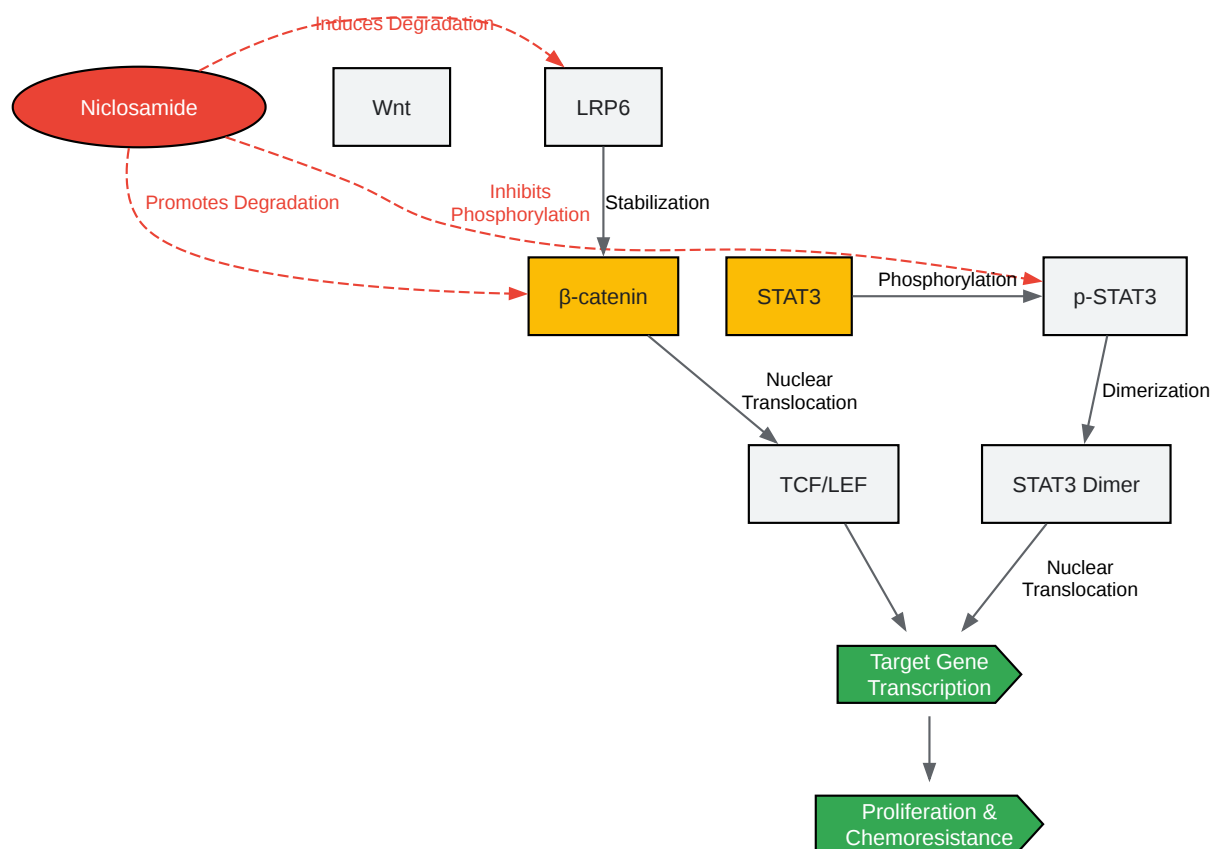 Induces Degradation
Niclosamide
Wnt
LRP6
Promotes Degradation
Inhibits
Phosphorylation
Stabilization
β-catenin
STAT3
Phosphorylation
p-STAT3
Nuclear
Translocation
Dimerization
TCF/LEF
STAT3 Dimer
Nuclear
Translocation
Target Gene
Transcription
Proliferation &
Chemoresistance